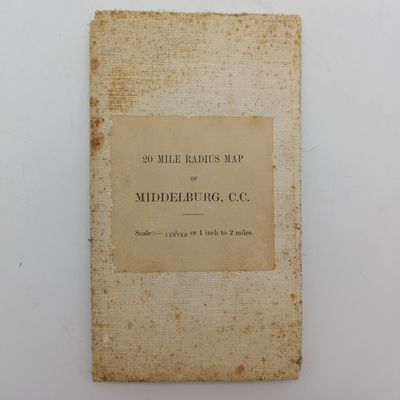 20 MILE RADIUS MAP
OF
MIDDELBURG, C.C.
Scale:— or 1 inch to 2 miles.